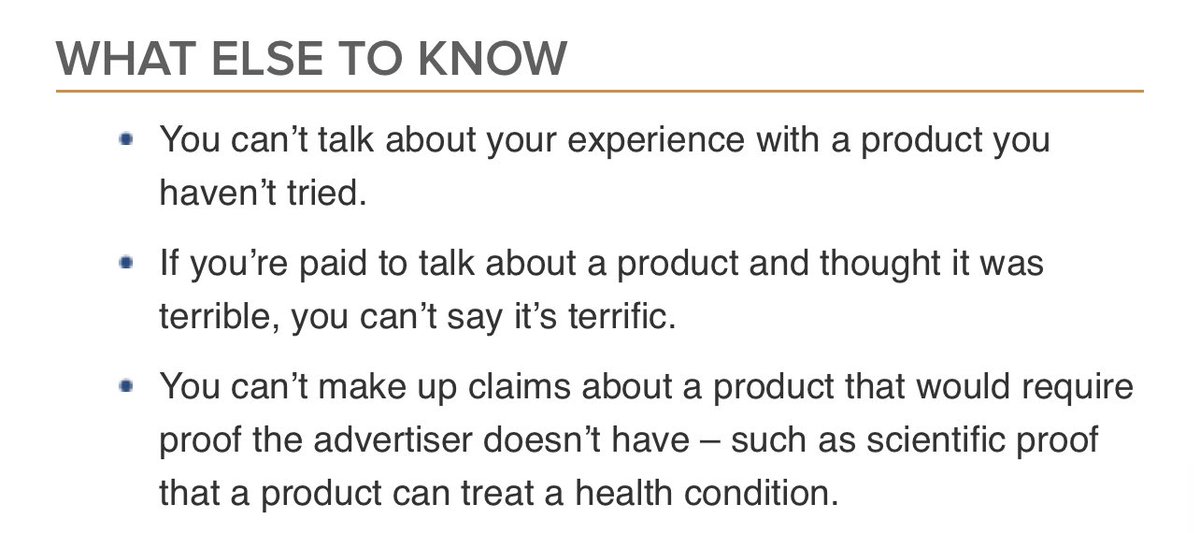 WHAT ELSE TO KNOW
You can’t talk about your experience with a product you
haven’t tried.
If you’re paid to talk about a product and thought it was
terrible, you can’t say it’s terrific.
You can’t make up claims about a product that would require
proof the advertiser doesn’t have – such as scientific proof
that a product can treat a health condition.